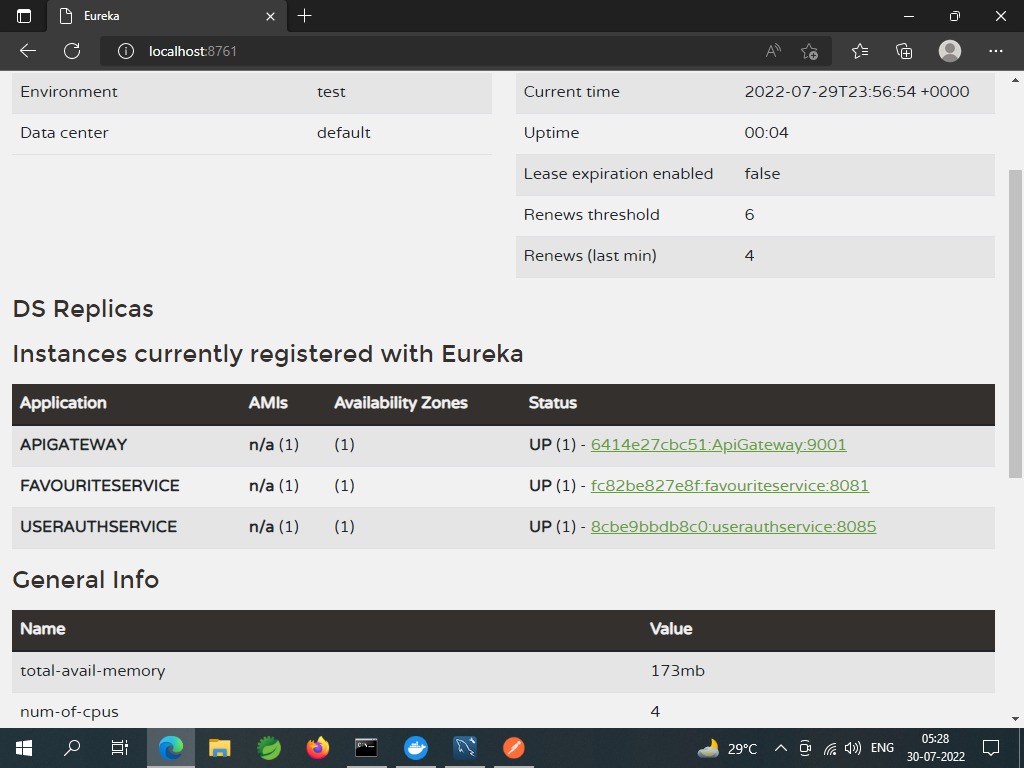 Eureka
localhost:8761
Environment test
Data center default
Current time 2022-07-29T23:56:54 +0000
Uptime 00:04
Lease expiration enabled false
Renews threshold 6
Renews (last min) 4
DS Replicas
Instances currently registered with Eureka
Application AMIs Availability Zones Status
APIGATEWAY n/a (1) (1) UP (1) - 6414e27cbc51:ApiGateway:9001
FAVOURITESERVICE n/a (1) (1) UP (1) - fc82be827e8f:favouriteservice:8081
USERAUTHSERVICE n/a (1) (1) UP (1) - 8cbe9bbdb8c0:userauthservice:8085
General Info
Name Value
total-avail-memory 173mb
num-of-cpus 4
29°C ENG
05:28
30-07-2022